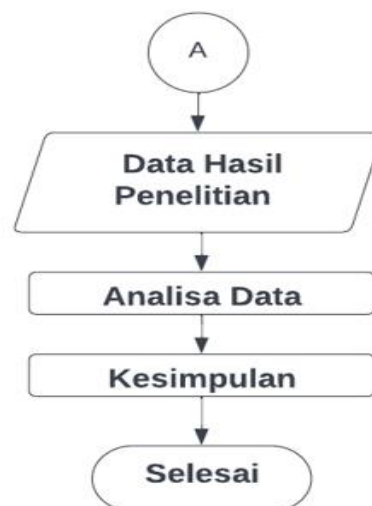 A
Data Hasil
Penelitian
Analisa Data
Kesimpulan
Selesai